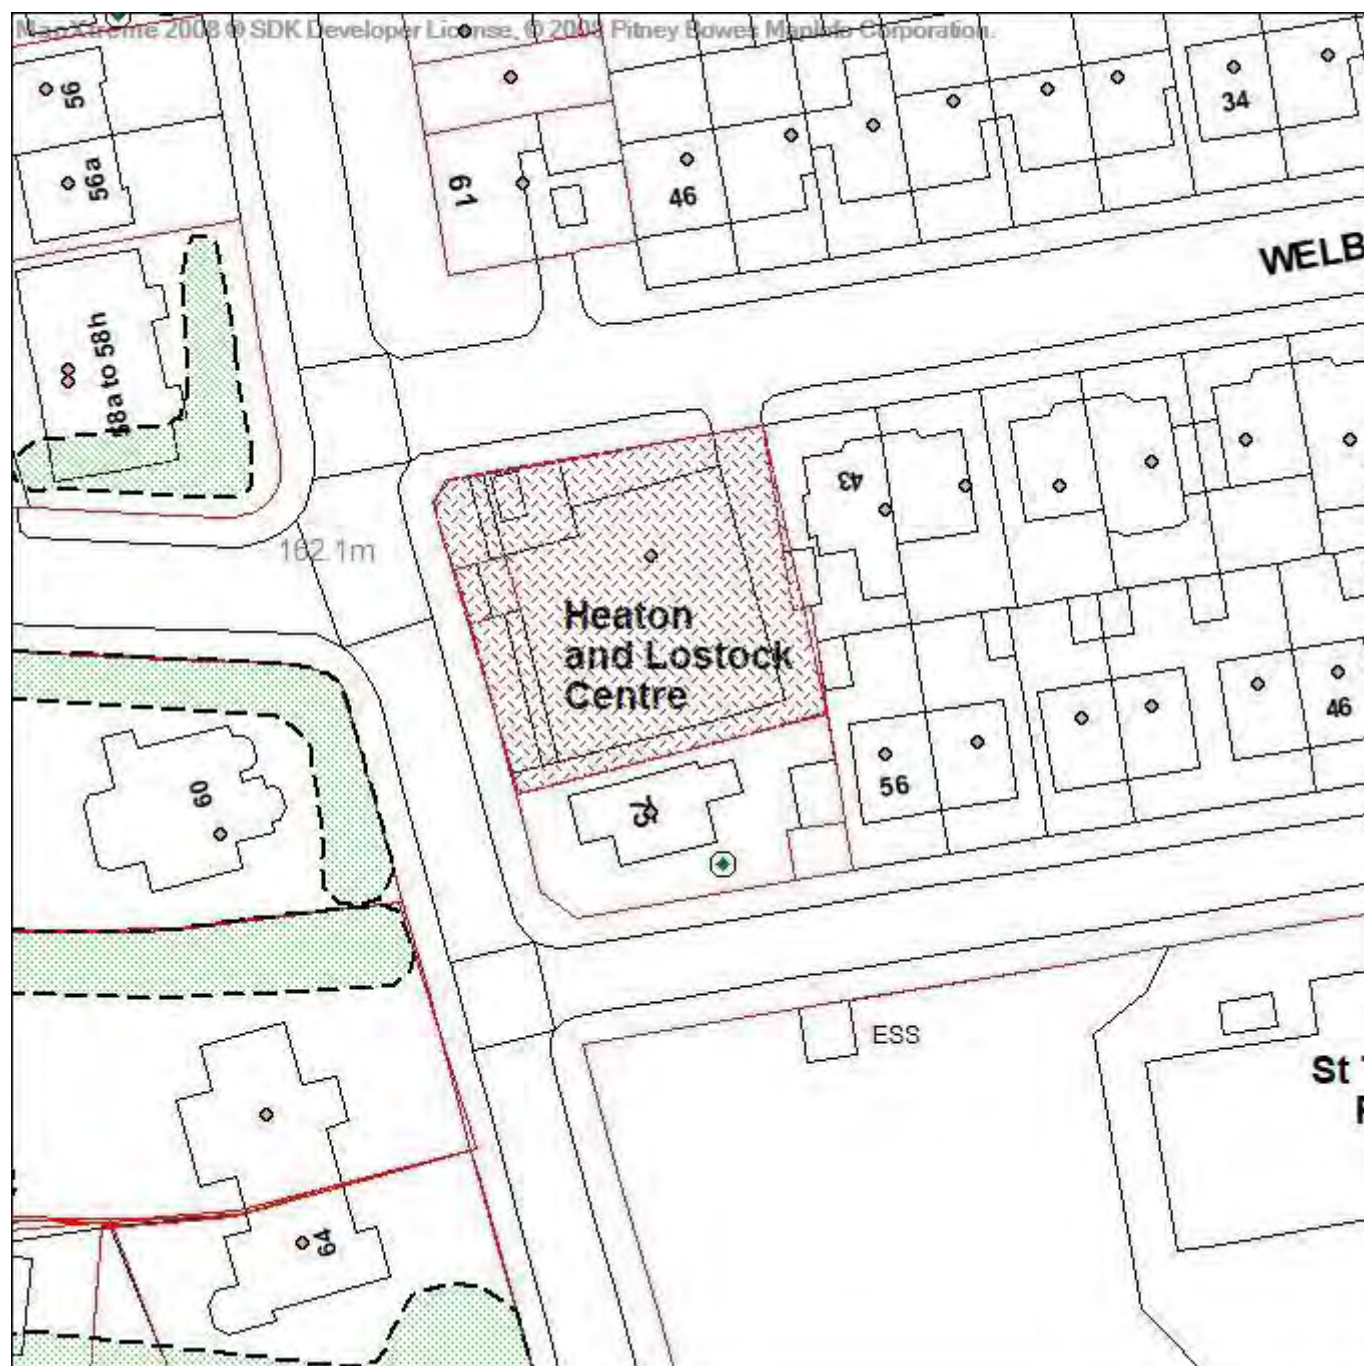 MapXtreme 2008 ® SDK Developer License. © 2008 Pitney Bowes MapInfo Corporation.
56
34
56a
61
46
WELB
58a to 58h
43
162.1m
Heaton
and Lostock
Centre
46
56
60
75
ESS
St
64